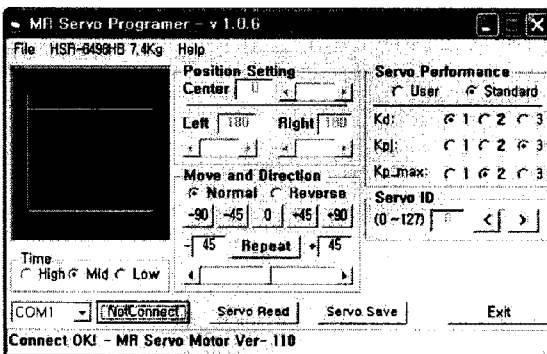 MR Servo Programer - v 1.0.6
File HSR-8498HB 7,4Kg Help
Position Setting
Center 0
Left 180 Right 180
Move and Direction
Normal Reverse
-90 -45 0 +45 +90
- 45 Repeat + 45
Servo Performance
User Standard
Kd: 1 2 3
Kp: 1 2 3
Kp_max: 1 2 3
Servo ID
(0 ~127) 0 < >
Time
High Mid Low
COM1 NotConnect Servo Read Servo Save Exit
Connect OK! - MR Servo Motor Ver- 110